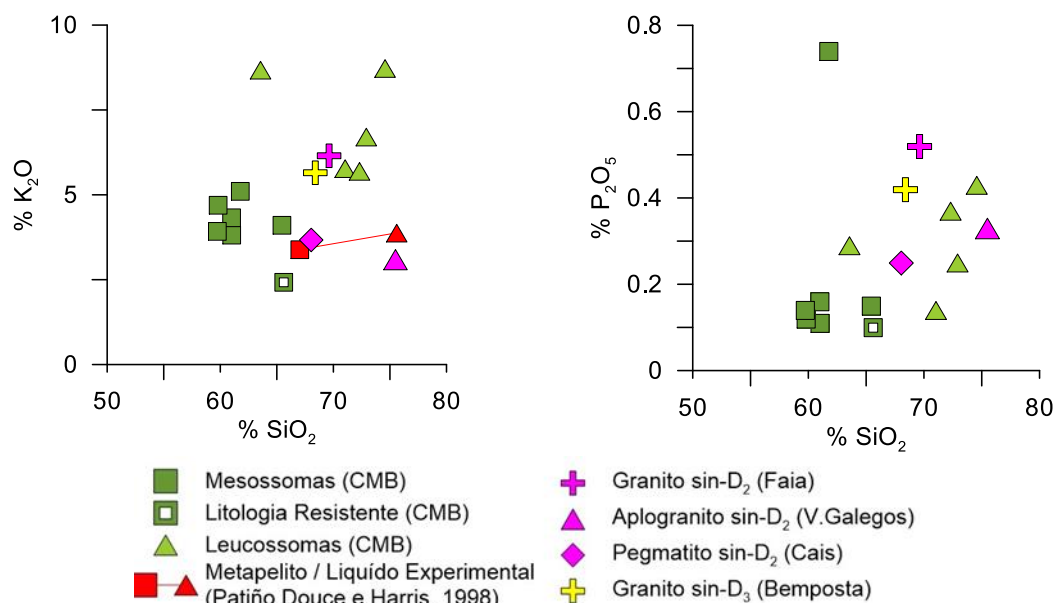 10
5
0
% K2O
50
60
70
80
% SiO2
0.8
0.6
0.4
0.2
0
% P2O5
50
60
70
80
% SiO2
Mesossomas (CMB)
Litologia Resistente (CMB)
Leucossomas (CMB)
Metapelito / Liquído Experimental
(Patiño Douce e Harris, 1998)
Granito sin-D2 (Faia)
Aplogranito sin-D2 (V.Galegos)
Pegmatito sin-D2 (Cais)
Granito sin-D3 (Bemposta)